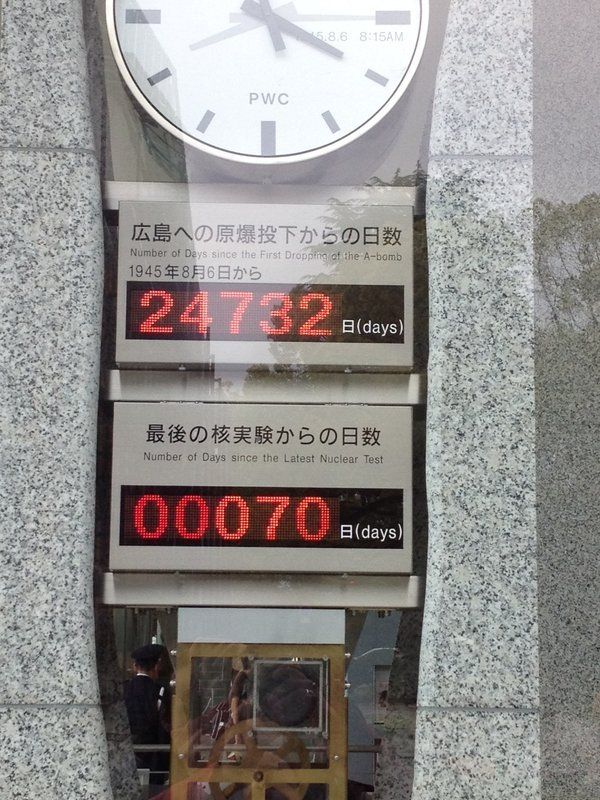 8.6 8:15AM
PWC
広島への原爆投下からの日数
Number of Days since the First Dropping of the A-bomb
1945年8月6日から
24732 日(days)
最後の核実験からの日数
Number of Days since the Latest Nuclear Test
00070 日(days)